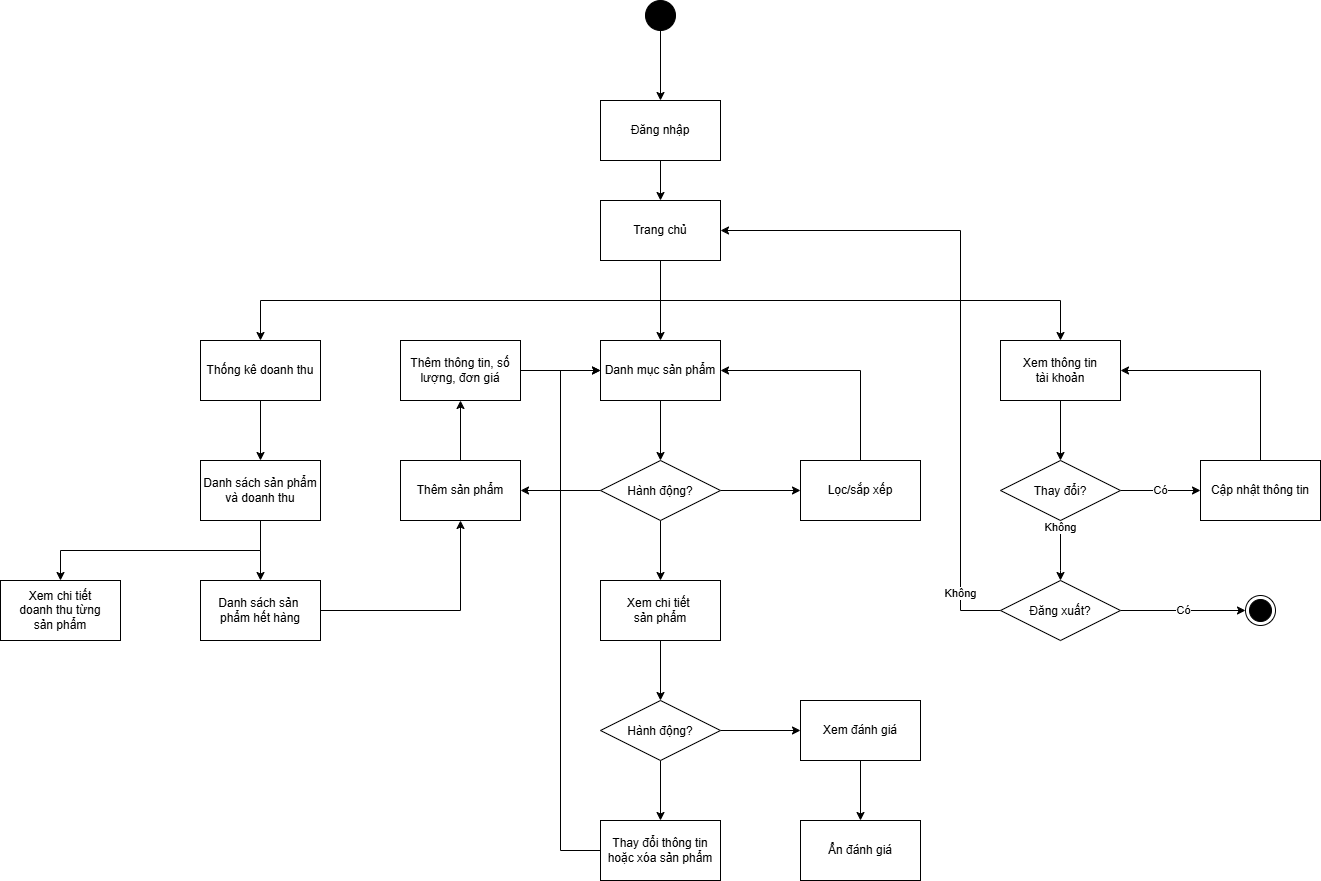 Đăng nhập
Trang chủ
Thống kê doanh thu
Thêm thông tin, số
lượng, đơn giá
Danh mục sản phẩm
Xem thông tin
tài khoản
Danh sách sản phẩm
và doanh thu
Thêm sản phẩm
Hành động?
Lọc/sắp xếp
Thay đổi?
Có
Cập nhật thông tin
Không
Xem chi tiết
doanh thu từng
sản phẩm
Danh sách sản
phẩm hết hàng
Xem chi tiết
sản phẩm
Không
Đăng xuất?
Có
Hành động?
Xem đánh giá
Thay đổi thông tin
hoặc xóa sản phẩm
Ẩn đánh giá